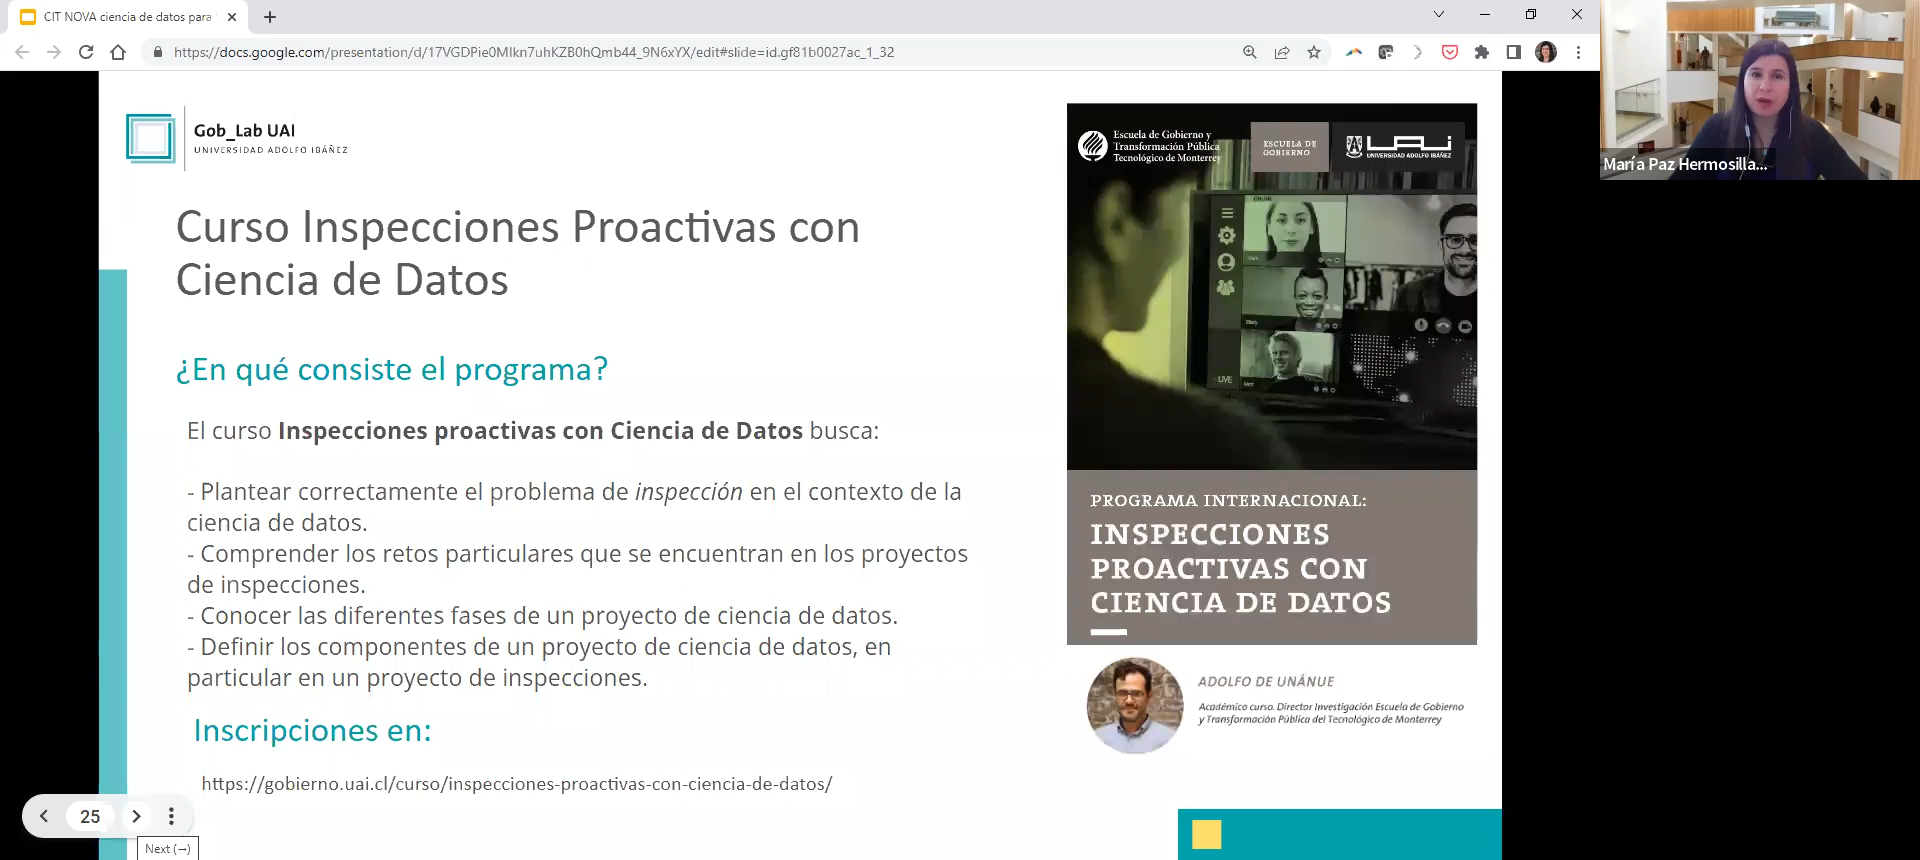 CIT NOVA ciencia de datos para
https://docs.google.com/presentation/d/17VGDPie0Mlkn7uhKZB0hQmb44_9N6xYX/edit#slide=id.gf81b0027ac_1_32
María Paz Hermosilla...
Gob_Lab UAI
UNIVERSIDAD ADOLFO IBÁÑEZ
Curso Inspecciones Proactivas con
Ciencia de Datos
¿En qué consiste el programa?
El curso Inspecciones proactivas con Ciencia de Datos busca:
- Plantear correctamente el problema de inspección en el contexto de la
ciencia de datos.
- Comprender los retos particulares que se encuentran en los proyectos
de inspecciones.
- Conocer las diferentes fases de un proyecto de ciencia de datos.
- Definir los componentes de un proyecto de ciencia de datos, en
particular en un proyecto de inspecciones.
Inscripciones en:
https://gobierno.uai.cl/curso/inspecciones-proactivas-con-ciencia-de-datos/
Escuela de Gobierno y
Transformación Pública
Tecnológico de Monterrey
ESCUELA DE
GOBIERNO
UAI
UNIVERSIDAD ADOLFO IBÁÑEZ
LIVE
PROGRAMA INTERNACIONAL:
INSPECCIONES
PROACTIVAS CON
CIENCIA DE DATOS
ADOLFO DE UNÁNUE
Académico curso. Director Investigación Escuela de Gobierno
y Transformación Pública del Tecnológico de Monterrey
25
Next (→)